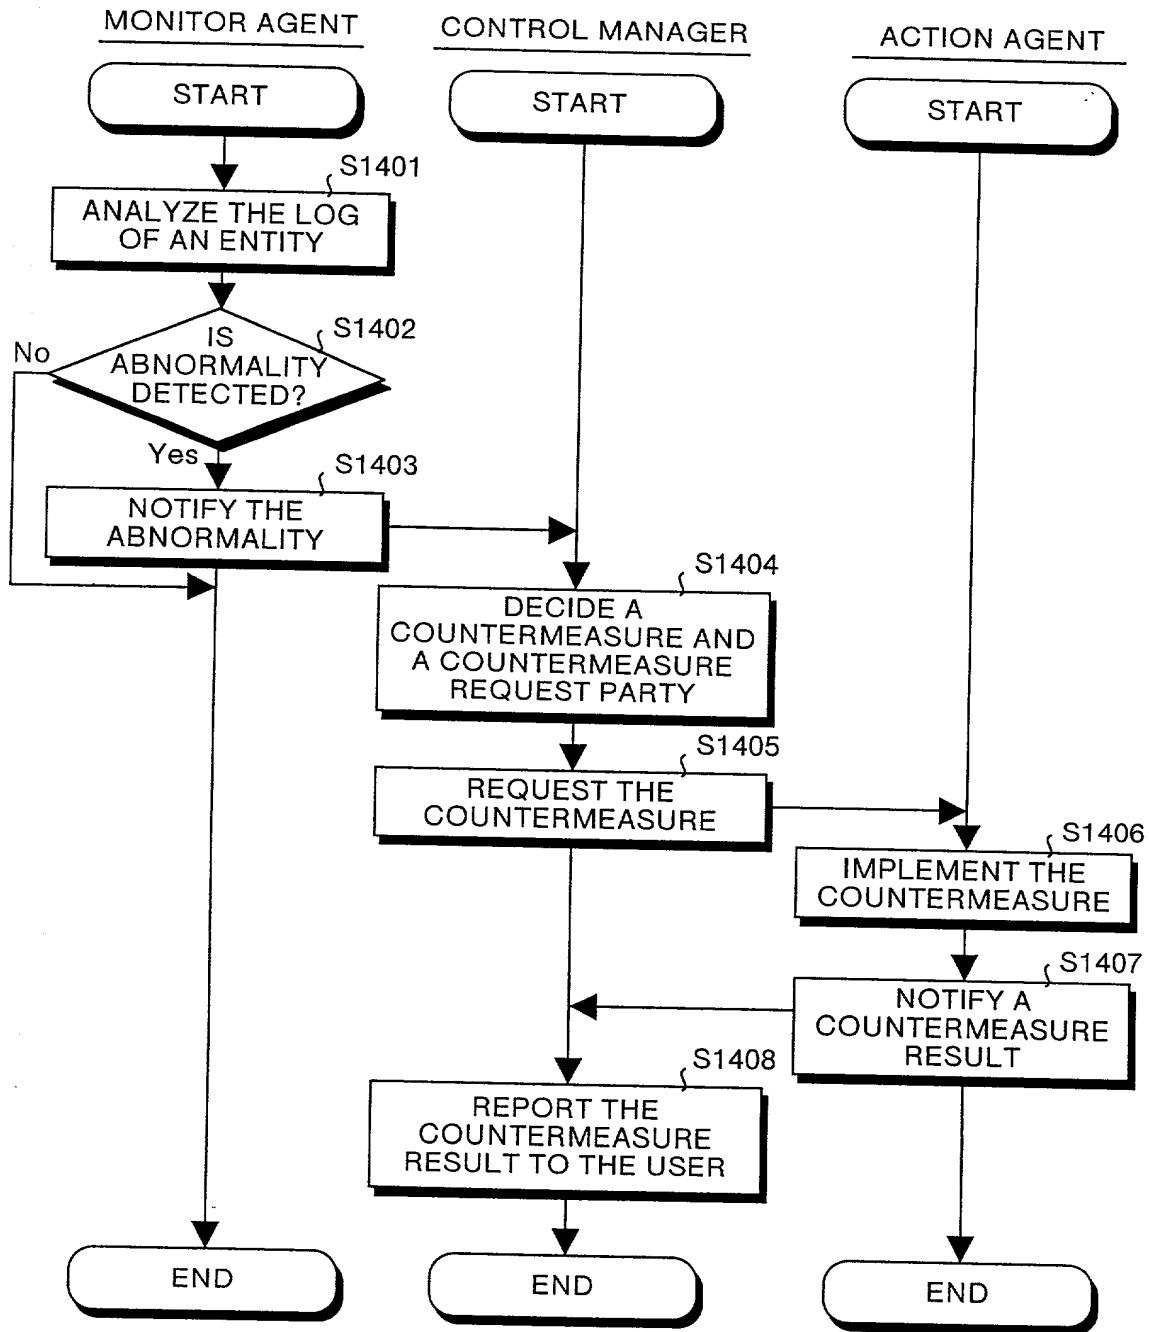 MONITOR AGENT
CONTROL MANAGER
ACTION AGENT
START
START
START
S1401
ANALYZE THE LOG
OF AN ENTITY
S1402
IS
ABNORMALITY
DETECTED?
No
Yes
S1403
NOTIFY THE
ABNORMALITY
S1404
DECIDE A
COUNTERMEASURE AND
A COUNTERMEASURE
REQUEST PARTY
S1405
REQUEST THE
COUNTERMEASURE
S1406
IMPLEMENT THE
COUNTERMEASURE
S1407
NOTIFY A
COUNTERMEASURE
RESULT
S1408
REPORT THE
COUNTERMEASURE
RESULT TO THE USER
END
END
END